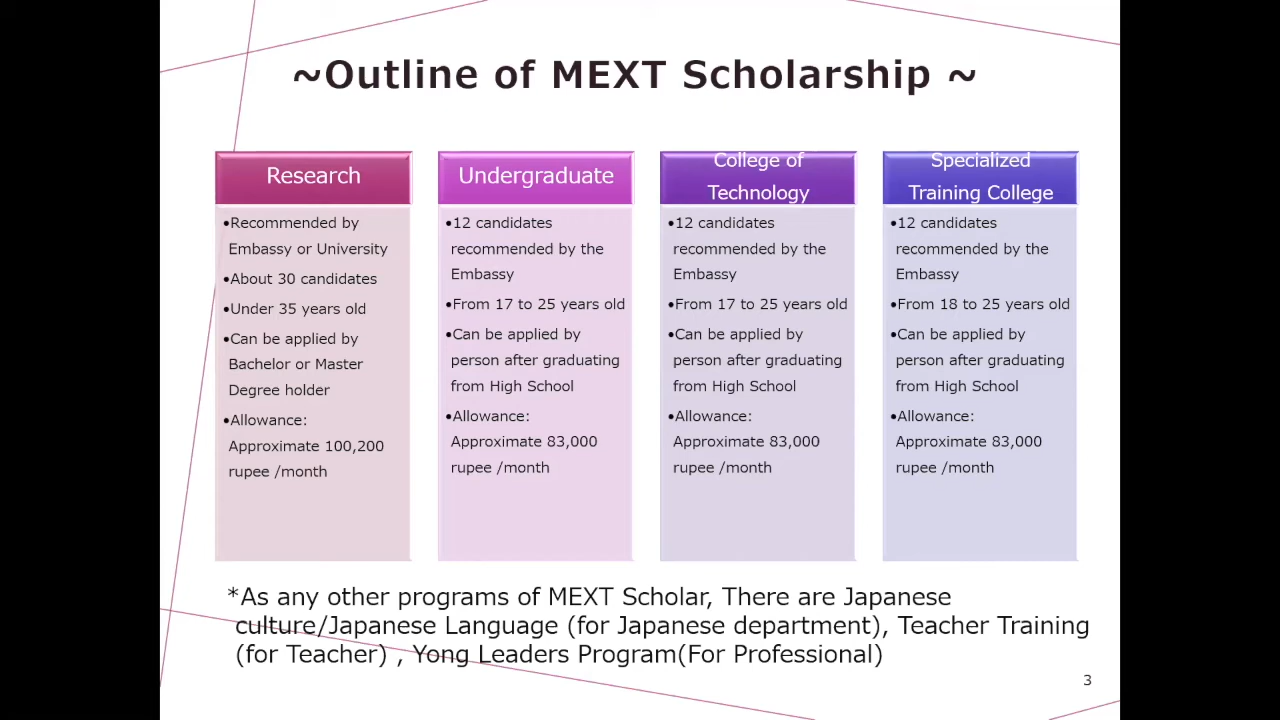 ~Outline of MEXT Scholarship ~
Research
•Recommended by
Embassy or University
•About 30 candidates
•Under 35 years old
•Can be applied by
Bachelor or Master
Degree holder
•Allowance:
Approximate 100,200
rupee /month
Undergraduate
•12 candidates
recommended by the
Embassy
•From 17 to 25 years old
•Can be applied by
person after graduating
from High School
•Allowance:
Approximate 83,000
rupee /month
College of
Technology
•12 candidates
recommended by the
Embassy
•From 17 to 25 years old
•Can be applied by
person after graduating
from High School
•Allowance:
Approximate 83,000
rupee /month
Specialized
Training College
•12 candidates
recommended by the
Embassy
•From 18 to 25 years old
•Can be applied by
person after graduating
from High School
•Allowance:
Approximate 83,000
rupee /month
*As any other programs of MEXT Scholar, There are Japanese
culture/Japanese Language (for Japanese department), Teacher Training
(for Teacher) , Yong Leaders Program(For Professional)
3